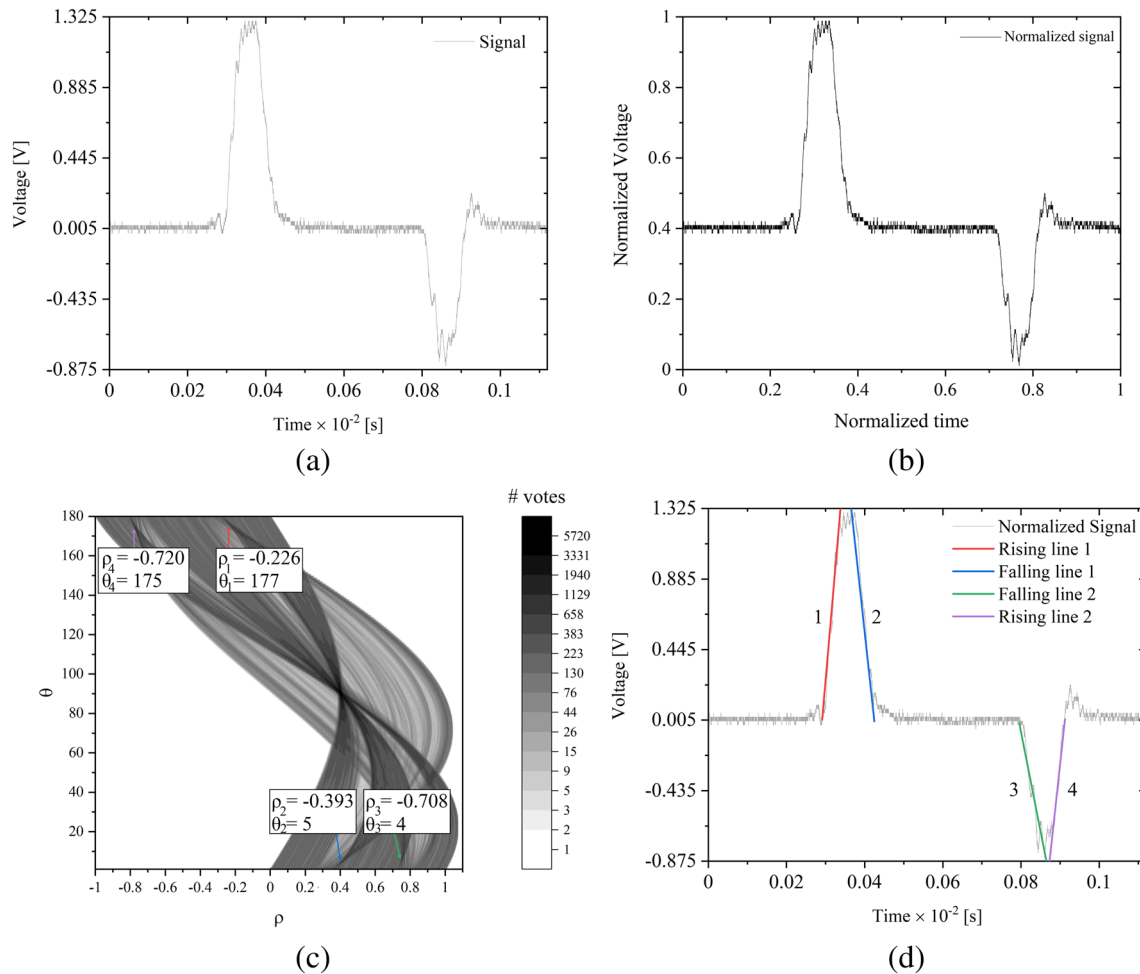 1.325
0.885
0.445
0.005
-0.435
-0.875
Voltage [V]
Signal
0 0.02 0.04 0.06 0.08 0.1
Time × 10-2 [s]
(a)
1
0.8
0.6
0.4
0.2
0
Normalized Voltage
Normalized signal
0 0.2 0.4 0.6 0.8 1
Normalized time
(b)
# votes
180
160
140
120
100
80
60
40
20
θ
ρ4 = -0.720
θ4 = 175
ρ1 = -0.226
θ1 = 177
ρ2 = -0.393
θ2 = 5
ρ3 = -0.708
θ3 = 4
-1 -0.8 -0.6 -0.4 -0.2 0 0.2 0.4 0.6 0.8 1
ρ
5720
3331
1940
1129
658
383
223
130
76
44
26
15
9
5
3
2
1
(c)
1.325
0.885
0.445
0.005
-0.435
-0.875
Voltage [V]
Normalized Signal
Rising line 1
Falling line 1
Falling line 2
Rising line 2
1 2
3 4
0 0.02 0.04 0.06 0.08 0.1
Time × 10-2 [s]
(d)